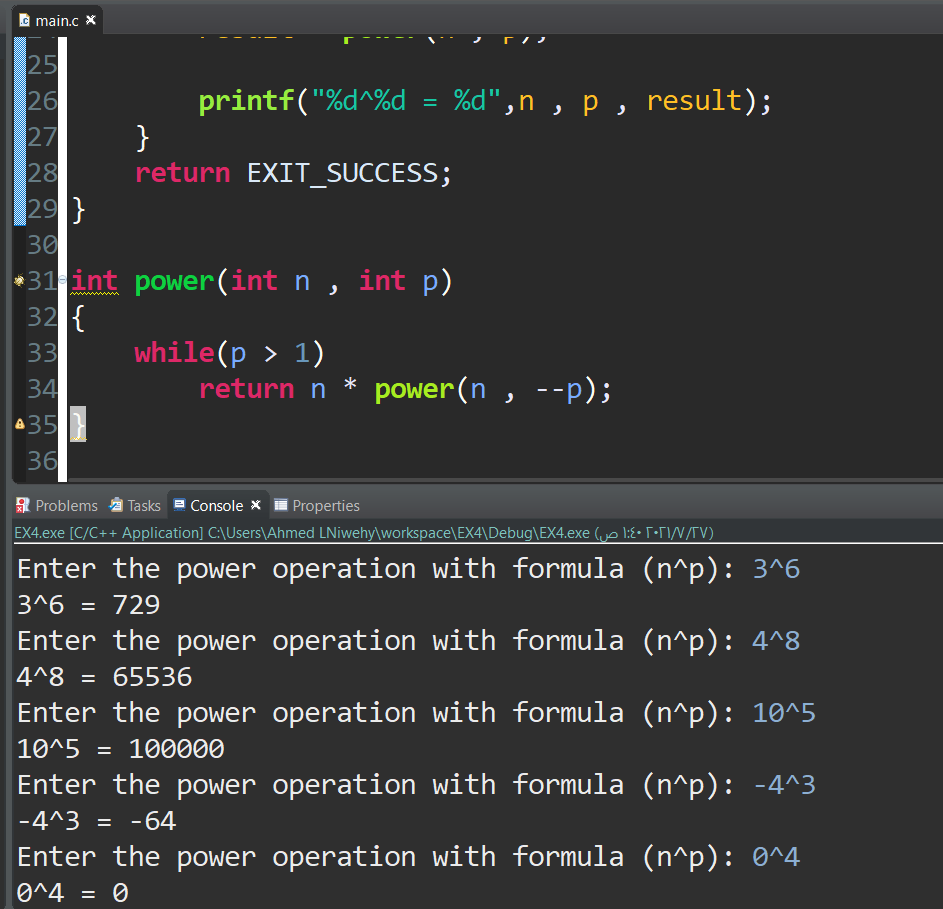 main.c
25
26 printf("%d^%d = %d",n , p , result);
27 }
28 return EXIT_SUCCESS;
29 }
30
31 int power(int n , int p)
32 {
33 while(p > 1)
34 return n * power(n , --p);
35 }
36
Problems Tasks Console Properties
EX4.exe [C/C++ Application] C:\Users\Ahmed LNiwehy\workspace\EX4\Debug\EX4.exe (٢٧/٧/٢٠٢١ ١:٤٠ ص)
Enter the power operation with formula (n^p): 3^6
3^6 = 729
Enter the power operation with formula (n^p): 4^8
4^8 = 65536
Enter the power operation with formula (n^p): 10^5
10^5 = 100000
Enter the power operation with formula (n^p): -4^3
-4^3 = -64
Enter the power operation with formula (n^p): 0^4
0^4 = 0